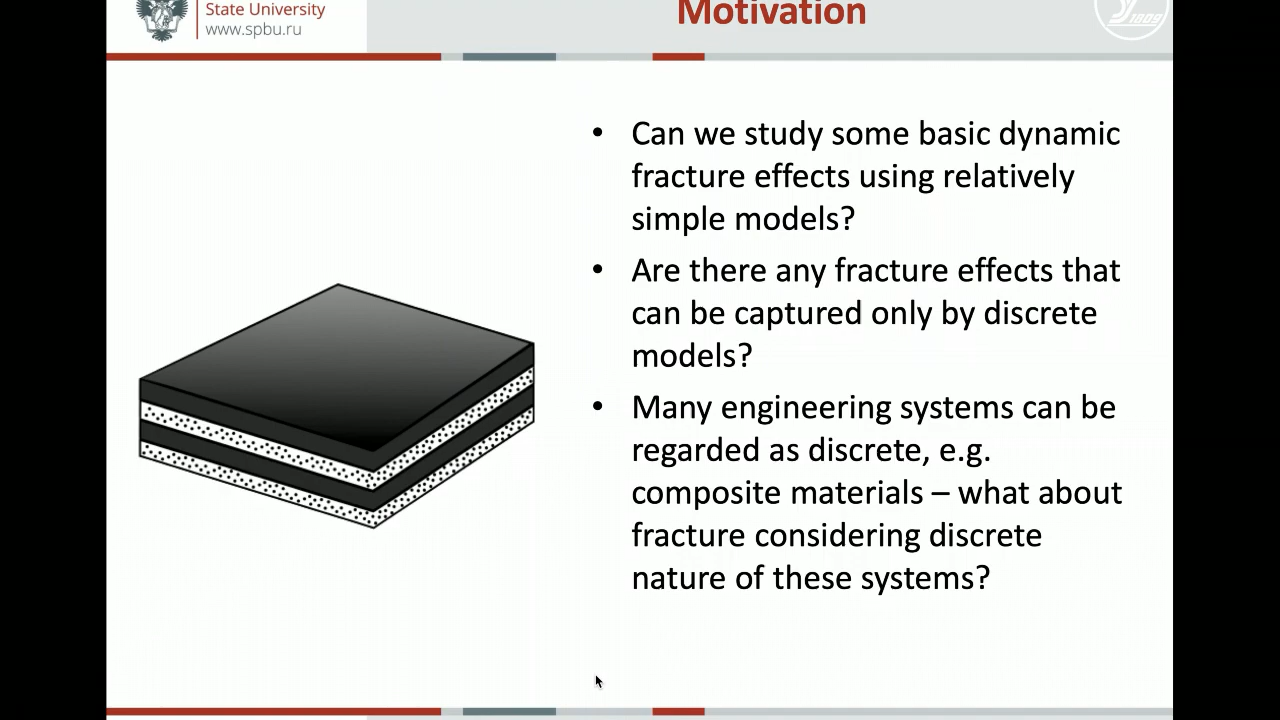 State University
www.spbu.ru
Motivation
1809
• Can we study some basic dynamic
fracture effects using relatively
simple models?
• Are there any fracture effects that
can be captured only by discrete
models?
• Many engineering systems can be
regarded as discrete, e.g.
composite materials – what about
fracture considering discrete
nature of these systems?